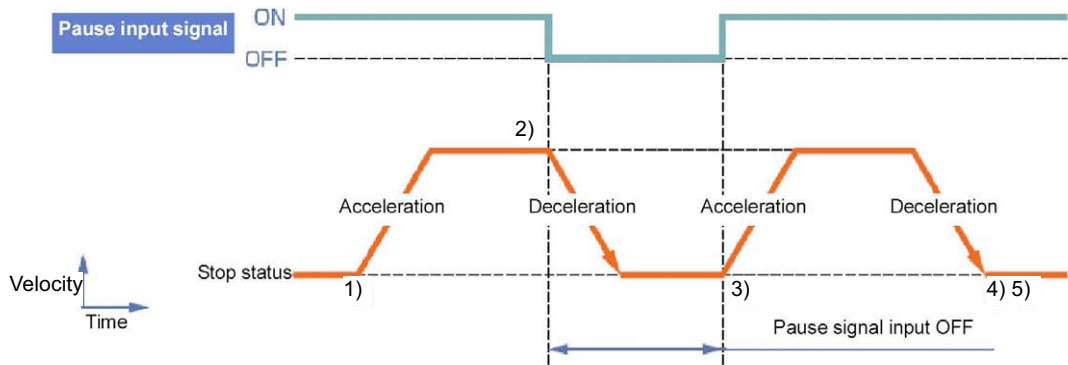 ON
Pause input signal
OFF
2)
Acceleration Deceleration Acceleration Deceleration
Stop status
Velocity
1) 3) 4) 5)
Time
Pause signal input OFF